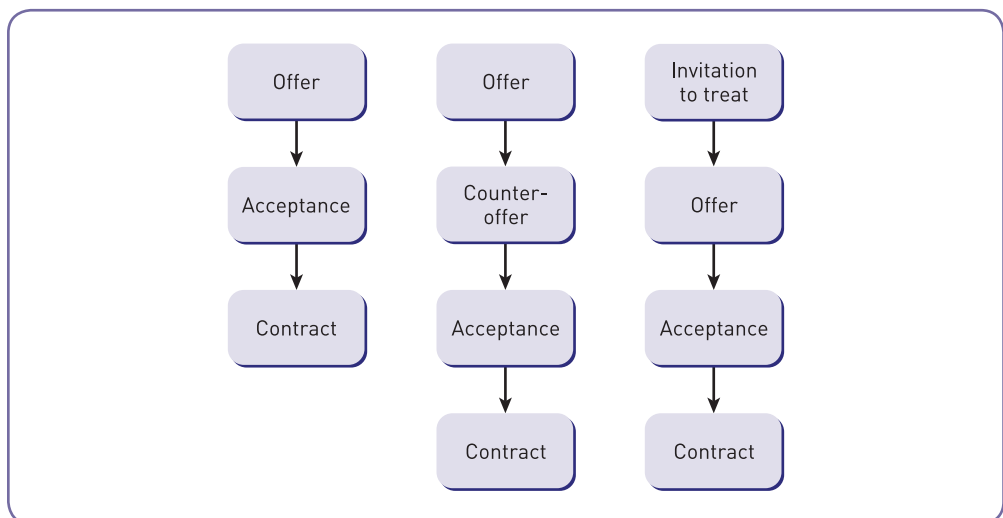 Offer
Acceptance
Contract
Offer
Counter-
offer
Acceptance
Contract
Invitation
to treat
Offer
Acceptance
Contract